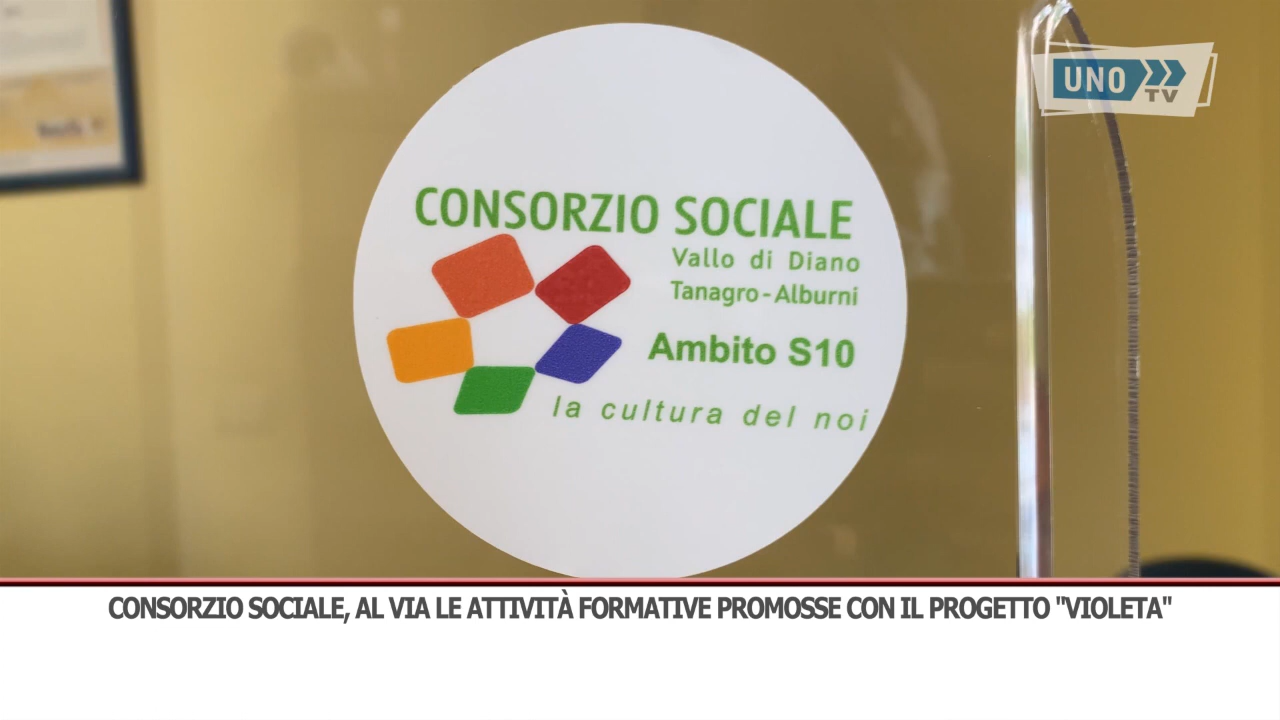 UNO
TV
CONSORZIO SOCIALE
Vallo di Diano
Tanagro-Alburni
Ambito S10
la cultura del noi
CONSORZIO SOCIALE, AL VIA LE ATTIVITÀ FORMATIVE PROMOSSE CON IL PROGETTO "VIOLETA"